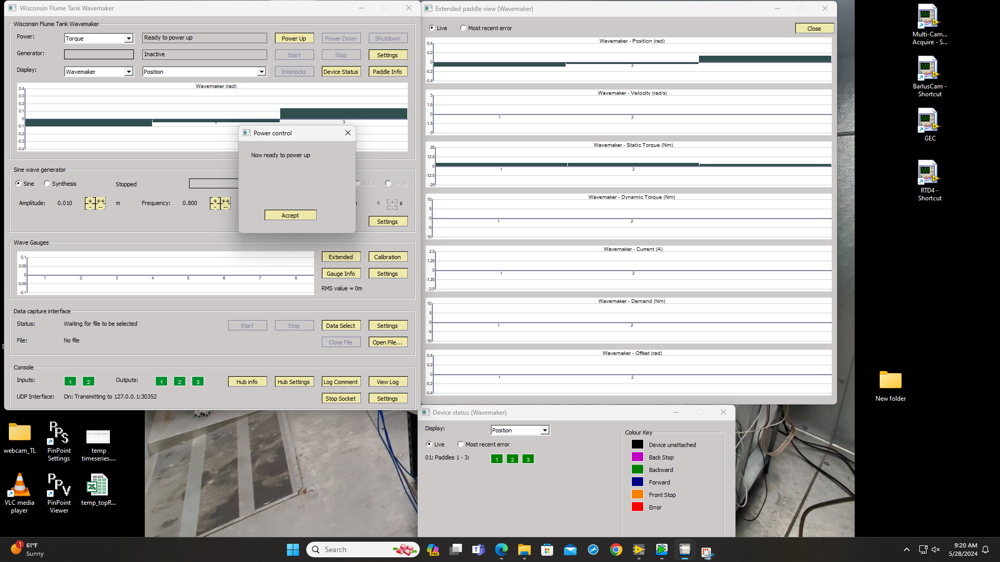 Wisconsin Flume Tank Wavemaker
Wisconsin Flume Tank Wavemaker
Power:
Torque
Ready to power up
Power Up
Power Down
Shutdown
Generator:
Inactive
Start
Stop
Settings
Display:
Wavemaker
Position
Interlocks
Device Status
Paddle Info
Wavemaker (rad)
0.4
0.3
0.2
0.1
0
-0.1
-0.2
-0.3
-0.4
2
3
Power control
Now ready to power up
Accept
Sine wave generator
Sine
Synthesis
Stopped
Auto
Wrap
Amplitude:
0.010
+
++
-
--
m
Frequency:
0.800
+
++
-
--
4
[+]
[-]
s
Settings
Wave Gauges
0.1
0.05
0
-0.05
-0.1
1 2 3 4 5 6 7 8
Extended
Calibration
Gauge Info
Settings
RMS value = 0m
Data capture interface
Status:
Waiting for file to be selected
Start
Stop
Data Select
Settings
File:
No file
Close File
Open File...
Console
Inputs:
1
2
Outputs:
1
2
3
Hub info
Hub Settings
Log Comment
View Log
UDP Interface:
On: Transmitting to 127.0.0.1:30352
Stop Socket
Settings
Extended paddle view (Wavemaker)
Live
Most recent error
Close
Wavemaker - Position (rad)
0.4
0.2
0
-0.2
-0.4
2
Wavemaker - Velocity (rad/s)
3
1.5
0
-1.5
-3
1
2
Wavemaker - Static Torque (Nm)
25
12.5
0
-12.5
-25
1
2
Wavemaker - Dynamic Torque (Nm)
10
5
0
-5
-10
1
2
Wavemaker - Current (A)
2.5
1.25
0
-1.25
-2.5
1
2
Wavemaker - Demand (Nm)
10
5
0
-5
-10
1
2
Wavemaker - Offset (rad)
0.4
0.2
0
-0.2
-0.4
1
2
Device status (Wavemaker)
Display:
Position
Live
Most recent error
01: Paddles 1 - 3:
1
2
3
Colour Key
Device unattached
Back Stop
Backward
Forward
Front Stop
Error
Multi-Cam...
Acquire - S...
BarlusCam -
Shortcut
GEC
RTD4 -
Shortcut
New folder
webcam_TL
PPS
PinPoint
Settings
temp
timeseries....
VLC media
player
PPV
PinPoint
Viewer
temp_topR...
1
61°F
Sunny
Search
PRE
9:20 AM
5/28/2024